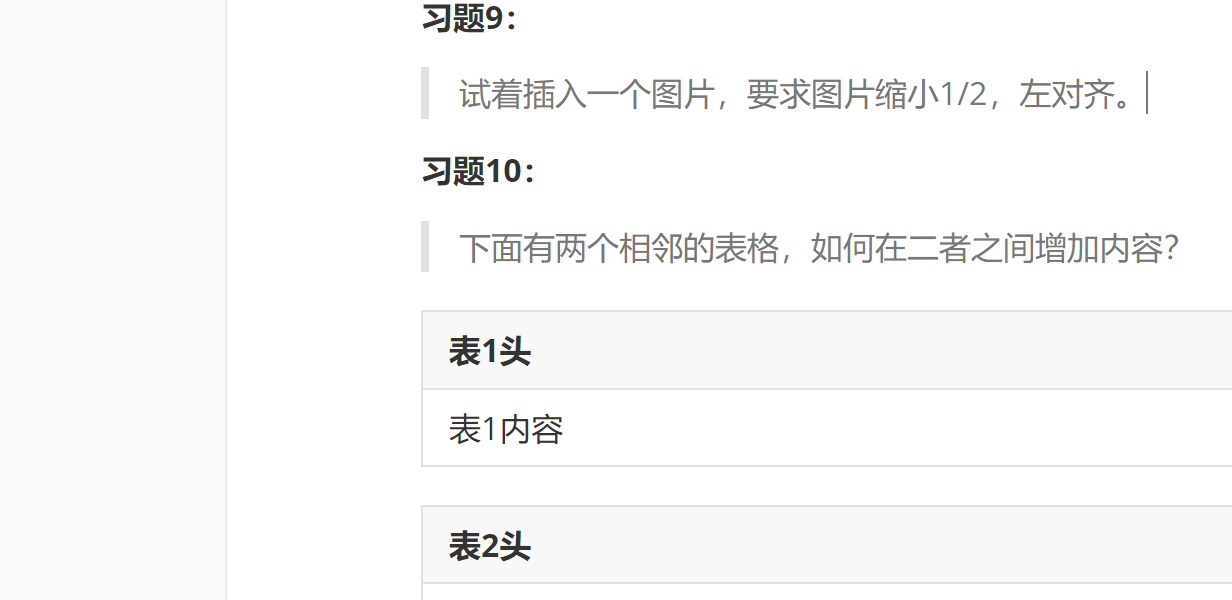 习题9：
试着插入一个图片，要求图片缩小1/2，左对齐。
习题10：
下面有两个相邻的表格，如何在二者之间增加内容？
表1头
表1内容
表2头